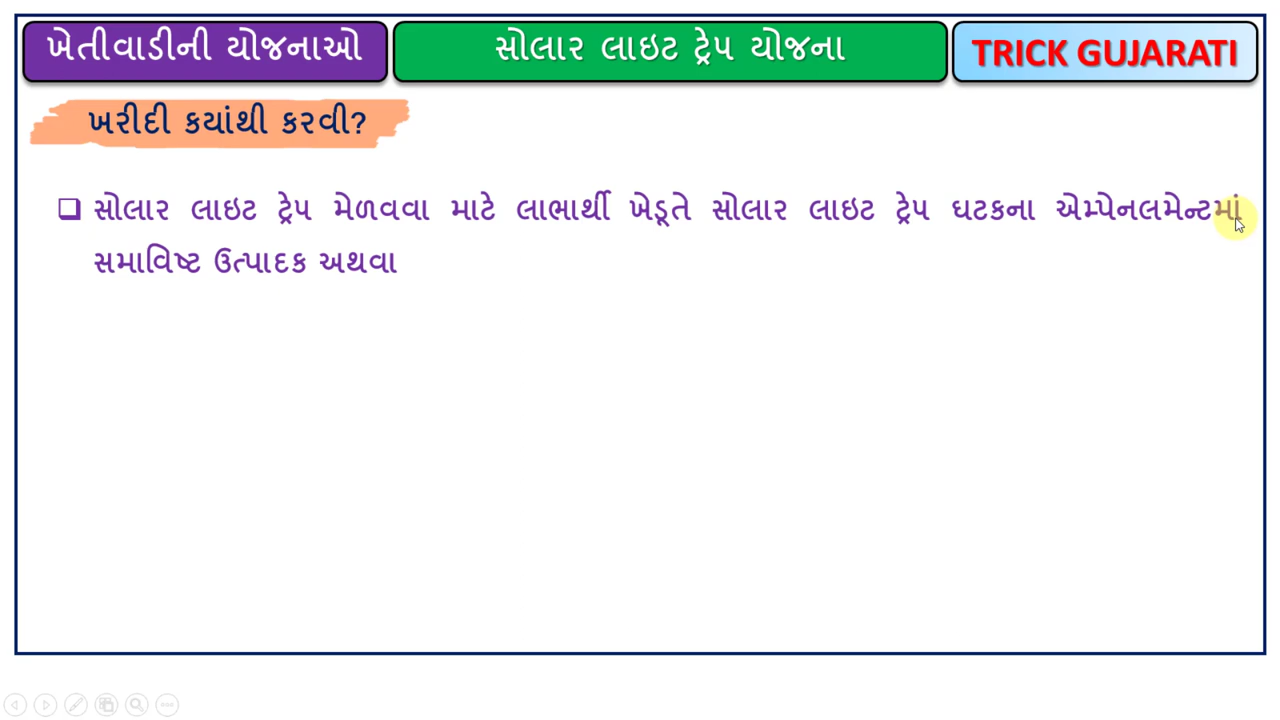 ખેતીવાડીની યોજનાઓ
સોલાર લાઇટ ટ્રેપ યોજના
TRICK GUJARATI
ખરીદી કયાંથી કરવી?
સોલાર લાઇટ ટ્રેપ મેળવવા માટે લાભાર્થી ખેડૂતે સોલાર લાઇટ ટ્રેપ ઘટકના એમ્પેનલમેન્ટમાં
સમાવિષ્ટ ઉત્પાદક અથવા